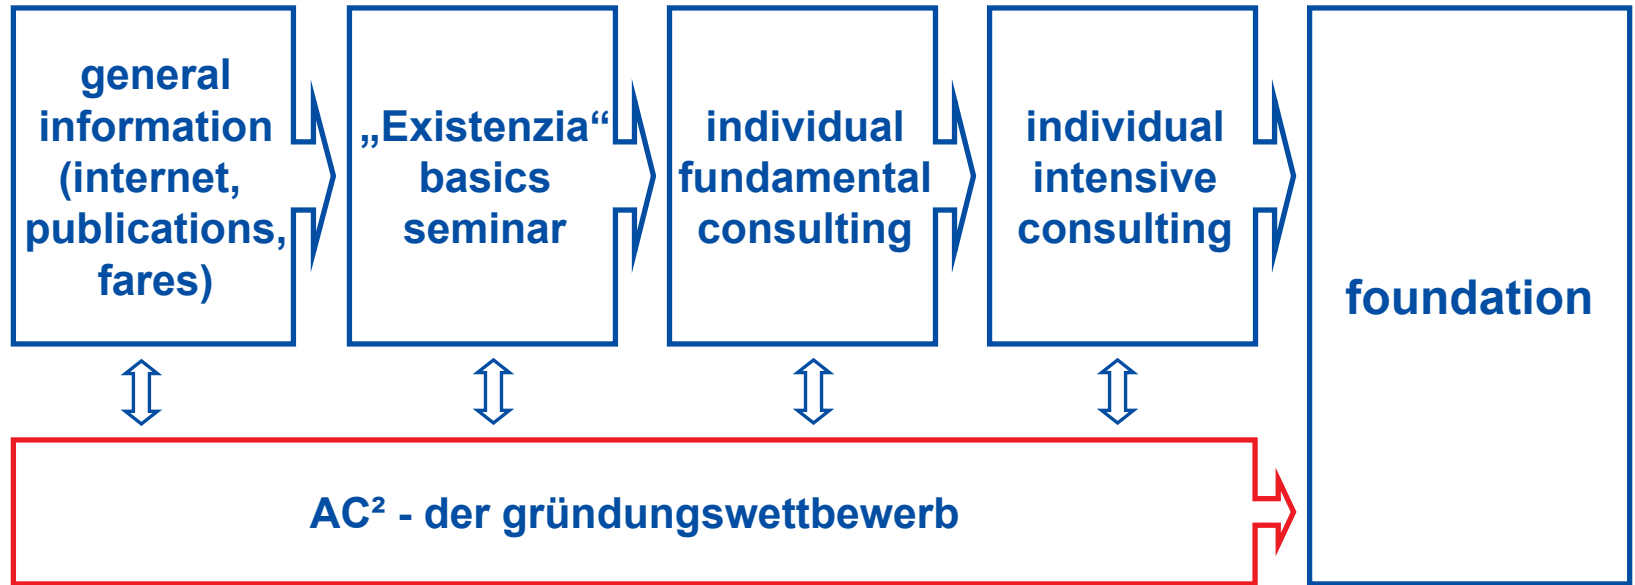 general
information
(internet,
publications,
fares)
„Existenzia“
basics
seminar
individual
fundamental
consulting
individual
intensive
consulting
foundation
AC² - der gründungswettbewerb